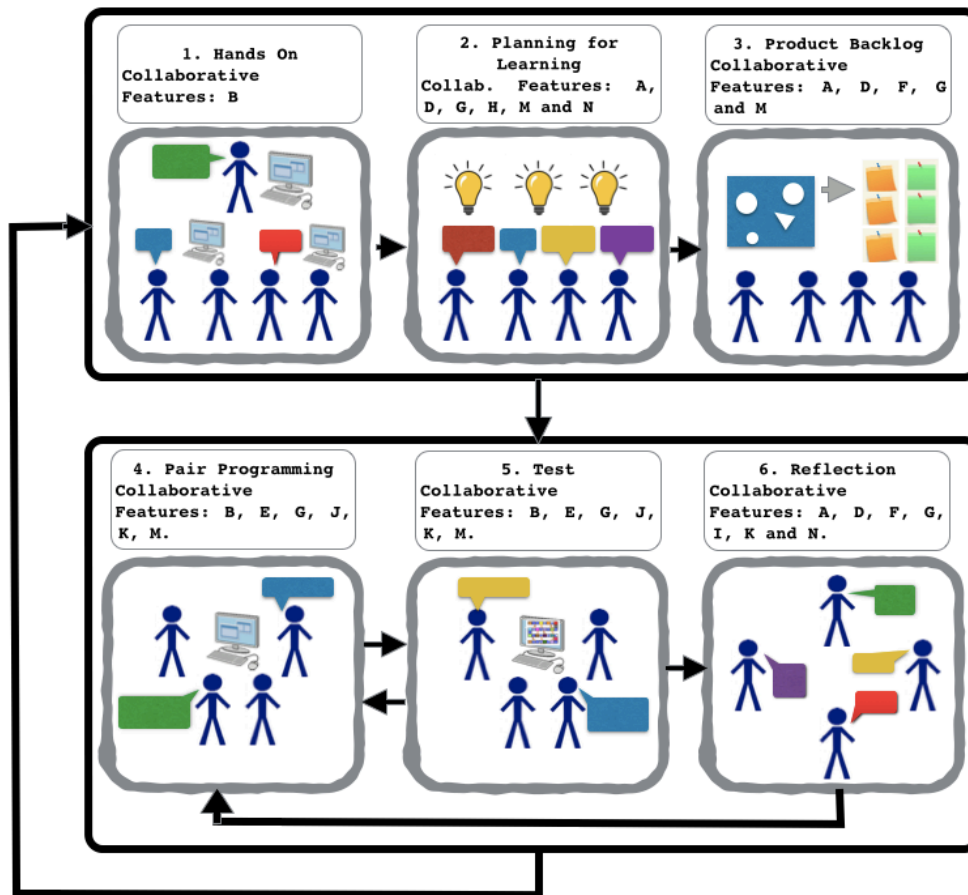 1. Hands On
Collaborative
Features: B
2. Planning for
Learning
Collab. Features: A,
D, G, H, M and N
3. Product Backlog
Collaborative
Features: A, D, F, G
and M
4. Pair Programming
Collaborative
Features: B, E, G, J,
K, M.
5. Test
Collaborative
Features: B, E, G, J,
K, M.
6. Reflection
Collaborative
Features: A, D, F, G,
I, K and N.